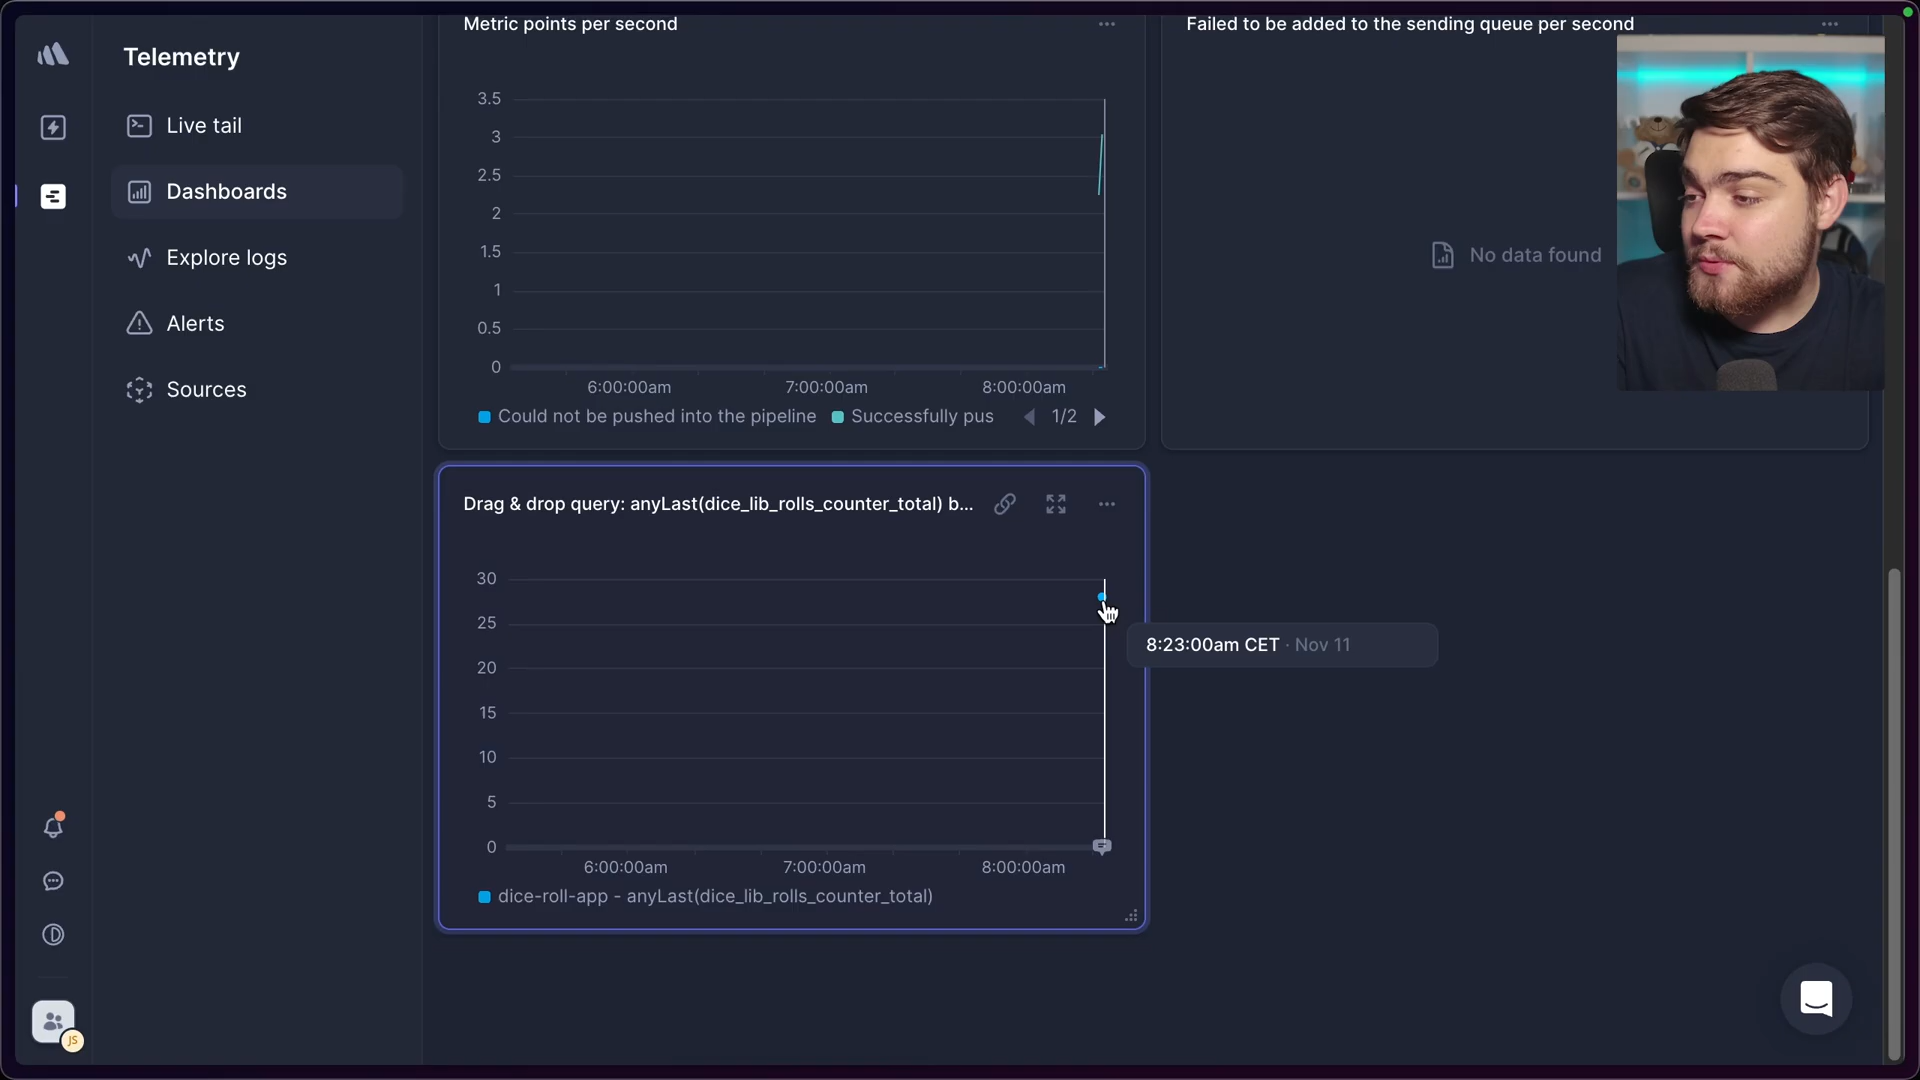 Telemetry
Live tail
Dashboards
Explore logs
Alerts
Sources
JS
Metric points per second
3.5
3
2.5
2
1.5
1
0.5
0
6:00:00am
7:00:00am
8:00:00am
Could not be pushed into the pipeline
Successfully pus
1/2
Failed to be added to the sending queue per second
No data found
Drag & drop query: anyLast(dice_lib_rolls_counter_total) b...
30
25
20
15
10
5
0
6:00:00am
7:00:00am
8:00:00am
8:23:00am CET · Nov 11
dice-roll-app - anyLast(dice_lib_rolls_counter_total)